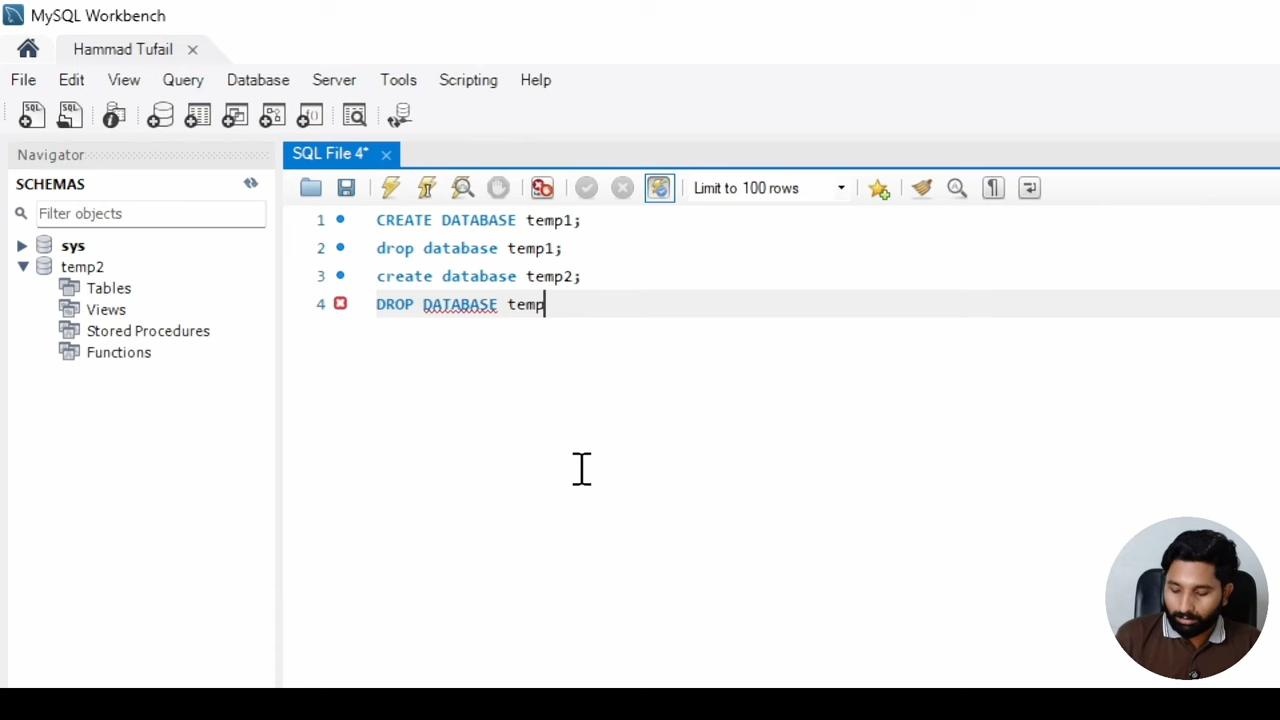 MySQL Workbench
Hammad Tufail
File Edit View Query Database Server Tools Scripting Help
SQL SQL
Navigator
SQL File 4*
SCHEMAS
Limit to 100 rows
Filter objects
1 CREATE DATABASE temp1;
sys
2 drop database temp1;
temp2
3 create database temp2;
Tables
4 DROP DATABASE temp
Views
Stored Procedures
Functions